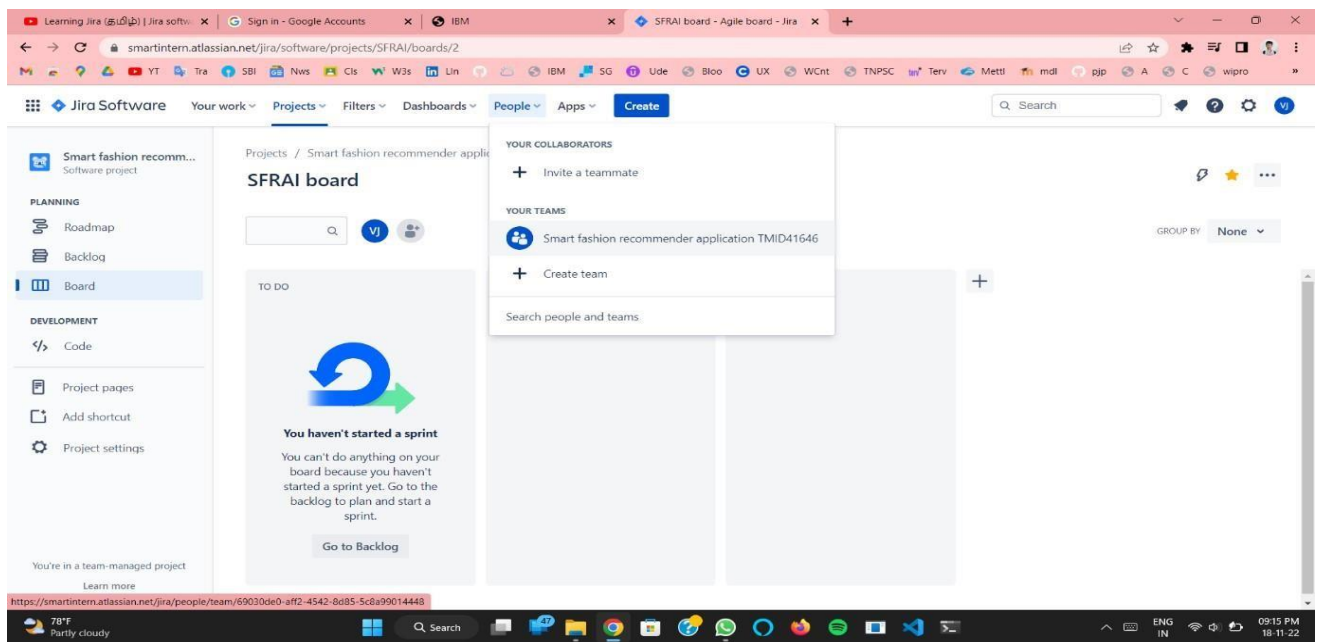 Learning Jira (தமிழ்) | Jira softw
Sign in - Google Accounts
IBM
SFRAI board - Agile board - Jira
smartintern.atlassian.net/jira/software/projects/SFRAI/boards/2
YT Tra SBI Nws Cls W3s Lin IBM SG Ude Bloo UX WCnt TNPSC Terv Mettl mdl pjp A C wipro »
Jira Software Your work Projects Filters Dashboards People Apps Create Search VJ
Smart fashion recomm...
Software project
PLANNING
Roadmap
Backlog
Board
DEVELOPMENT
Code
Project pages
Add shortcut
Project settings
You're in a team-managed project
Learn more
Projects / Smart fashion recommender applic
SFRAI board
VJ
GROUP BY None
YOUR COLLABORATORS
Invite a teammate
YOUR TEAMS
Smart fashion recommender application TMID41646
Create team
Search people and teams
TO DO
You haven't started a sprint
You can't do anything on your
board because you haven't
started a sprint yet. Go to the
backlog to plan and start a
sprint.
Go to Backlog
https://smartintern.atlassian.net/jira/people/team/69030de0-aff2-4542-8d85-5c8a99014448
78°F
Partly cloudy
Search
47
ENG
IN
09:15 PM
18-11-22